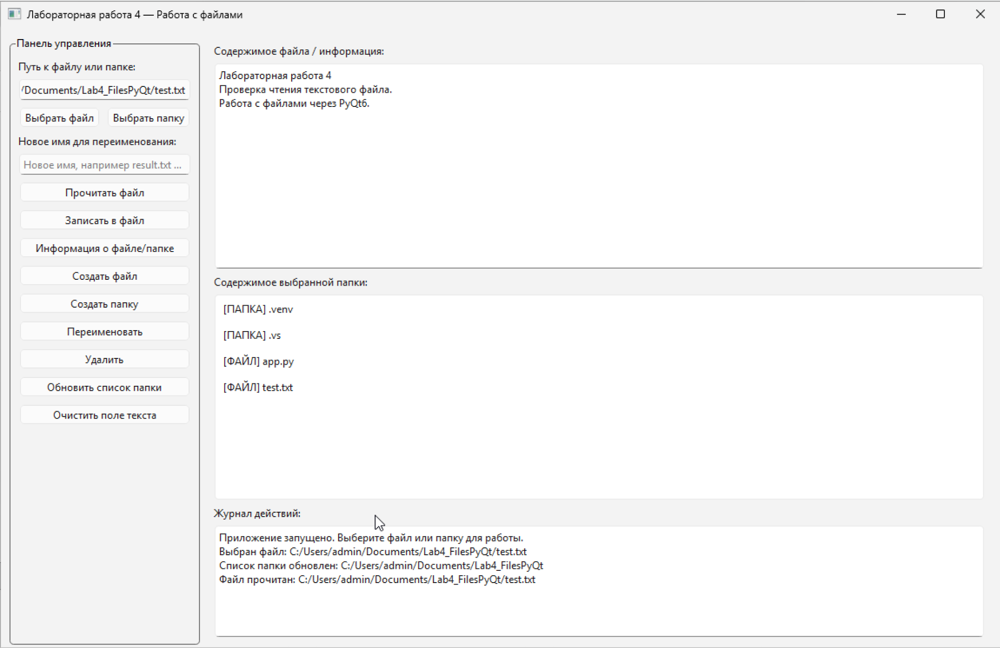 Лабораторная работа 4 — Работа с файлами
Панель управления
Путь к файлу или папке:
/Documents/Lab4_FilesPyQt/test.txt
Выбрать файл
Выбрать папку
Новое имя для переименования:
Новое имя, например result.txt ...
Прочитать файл
Записать в файл
Информация о файле/папке
Создать файл
Создать папку
Переименовать
Удалить
Обновить список папки
Очистить поле текста
Содержимое файла / информация:
Лабораторная работа 4
Проверка чтения текстового файла.
Работа с файлами через PyQt6.
Содержимое выбранной папки:
[ПАПКА] .venv
[ПАПКА] .vs
[ФАЙЛ] app.py
[ФАЙЛ] test.txt
Журнал действий:
Приложение запущено. Выберите файл или папку для работы.
Выбран файл: C:/Users/admin/Documents/Lab4_FilesPyQt/test.txt
Список папки обновлен: C:/Users/admin/Documents/Lab4_FilesPyQt
Файл прочитан: C:/Users/admin/Documents/Lab4_FilesPyQt/test.txt